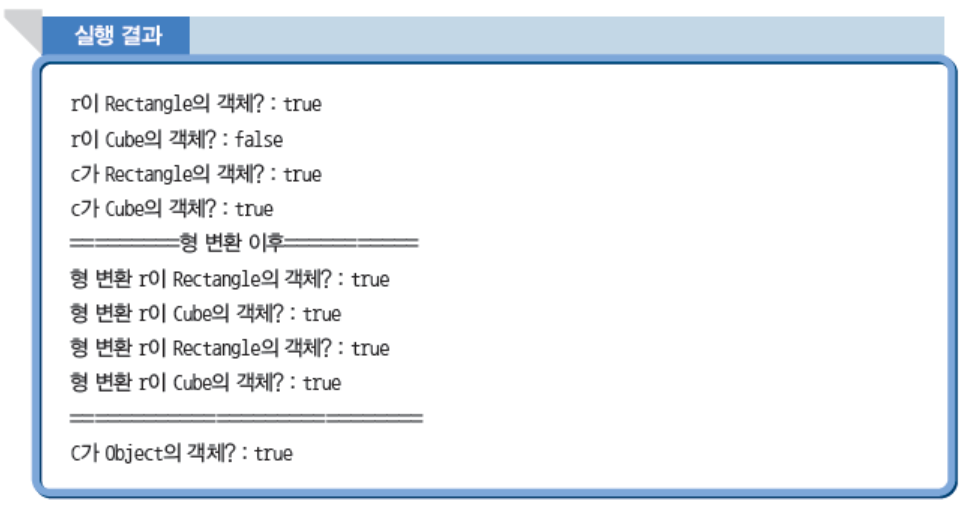 실행 결과
r이 Rectangle의 객체? : true
r이 Cube의 객체? : false
c가 Rectangle의 객체? : true
c가 Cube의 객체? : true
=========형 변환 이후===========
형 변환 r이 Rectangle의 객체? : true
형 변환 r이 Cube의 객체? : true
형 변환 r이 Rectangle의 객체? : true
형 변환 r이 Cube의 객체? : true
=============================
C가 Object의 객체? : true